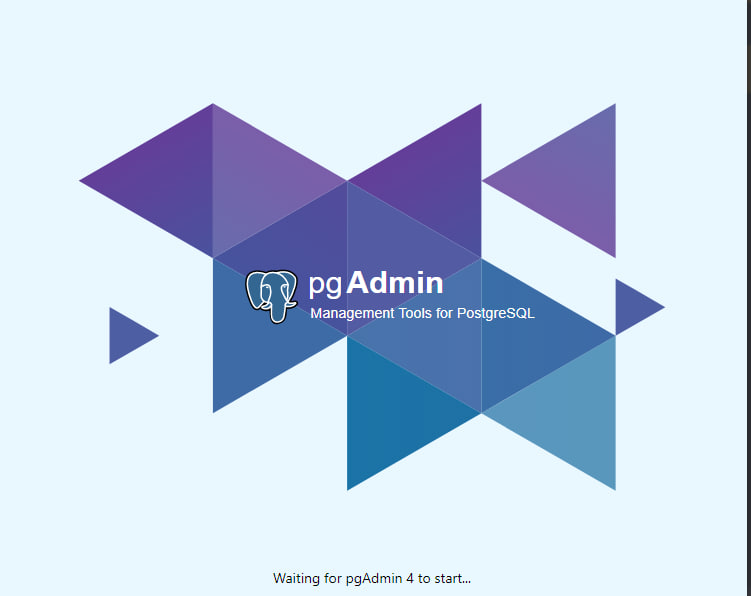 pgAdmin
Management Tools for PostgreSQL
Waiting for pgAdmin 4 to start...